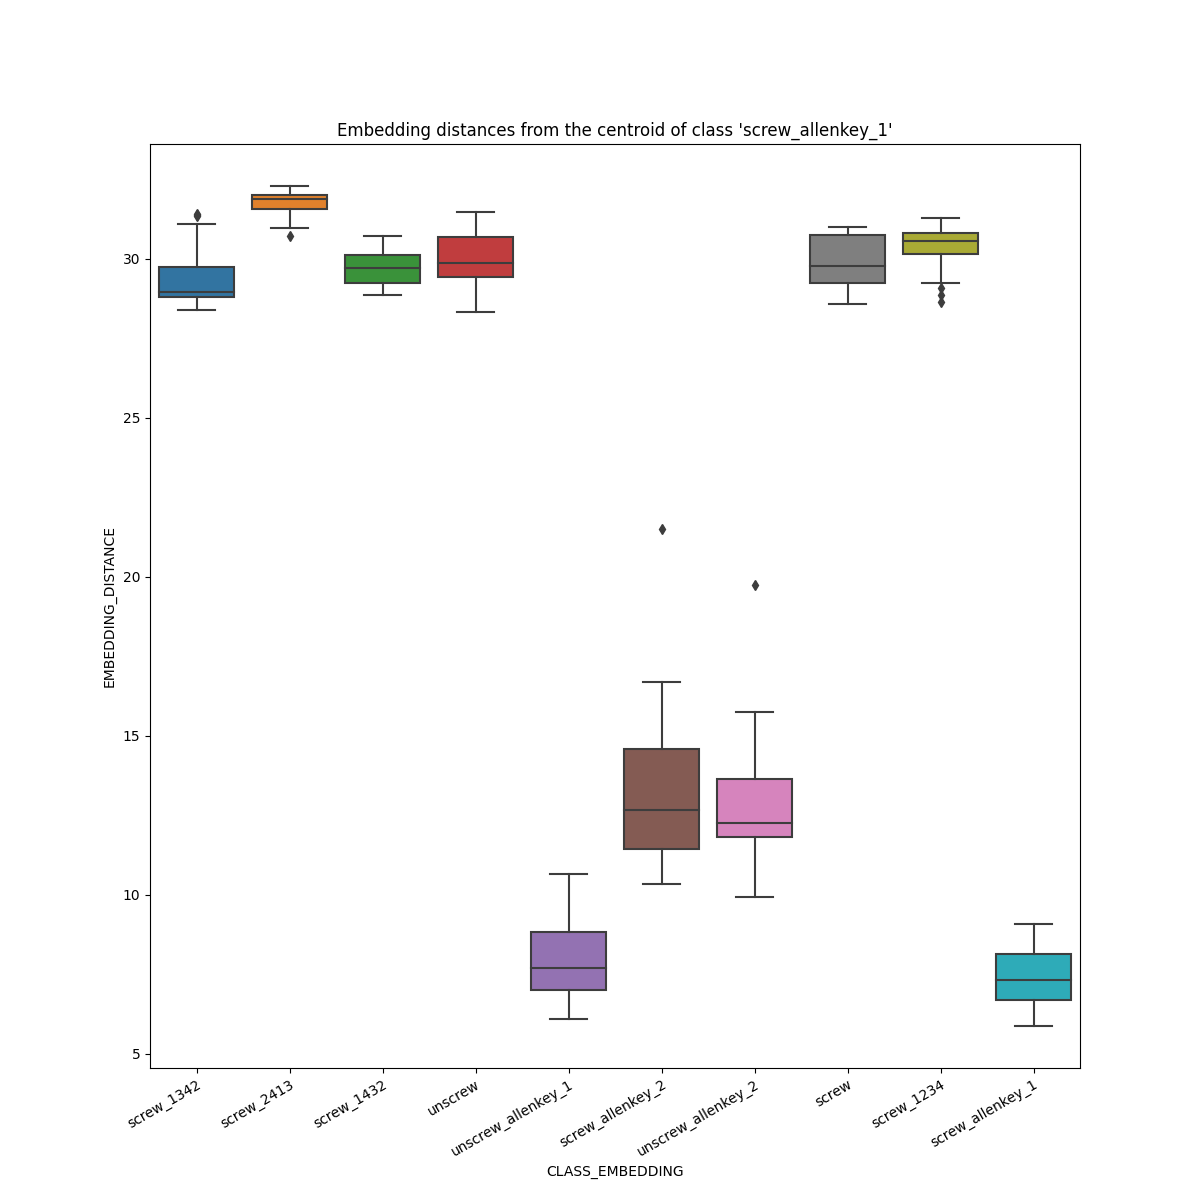 Embedding distances from the centroid of class 'screw_allenkey_1'
EMBEDDING_DISTANCE
30
25
20
15
10
5
screw_1342
screw_2413
screw_1432
unscrew
unscrew_allenkey_1
screw_allenkey_2
unscrew_allenkey_2
screw
screw_1234
screw_allenkey_1
CLASS_EMBEDDING